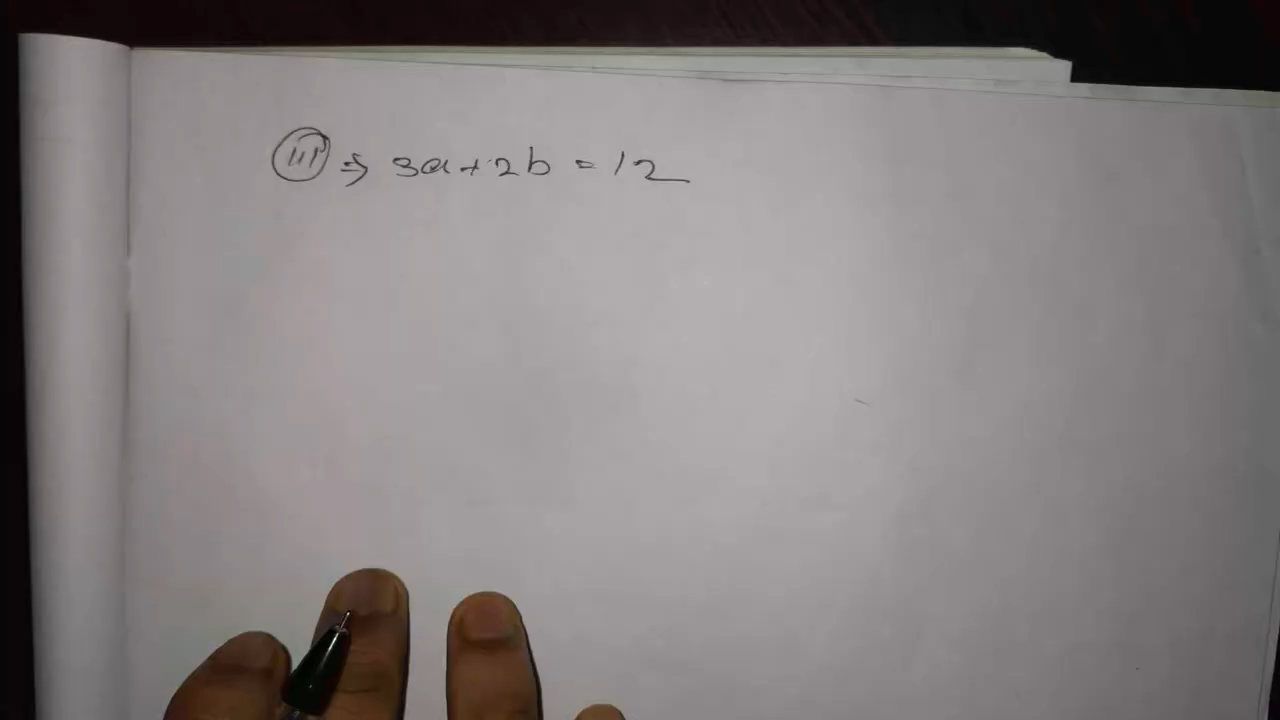 (III) ⇒ 3a + 2b = 12